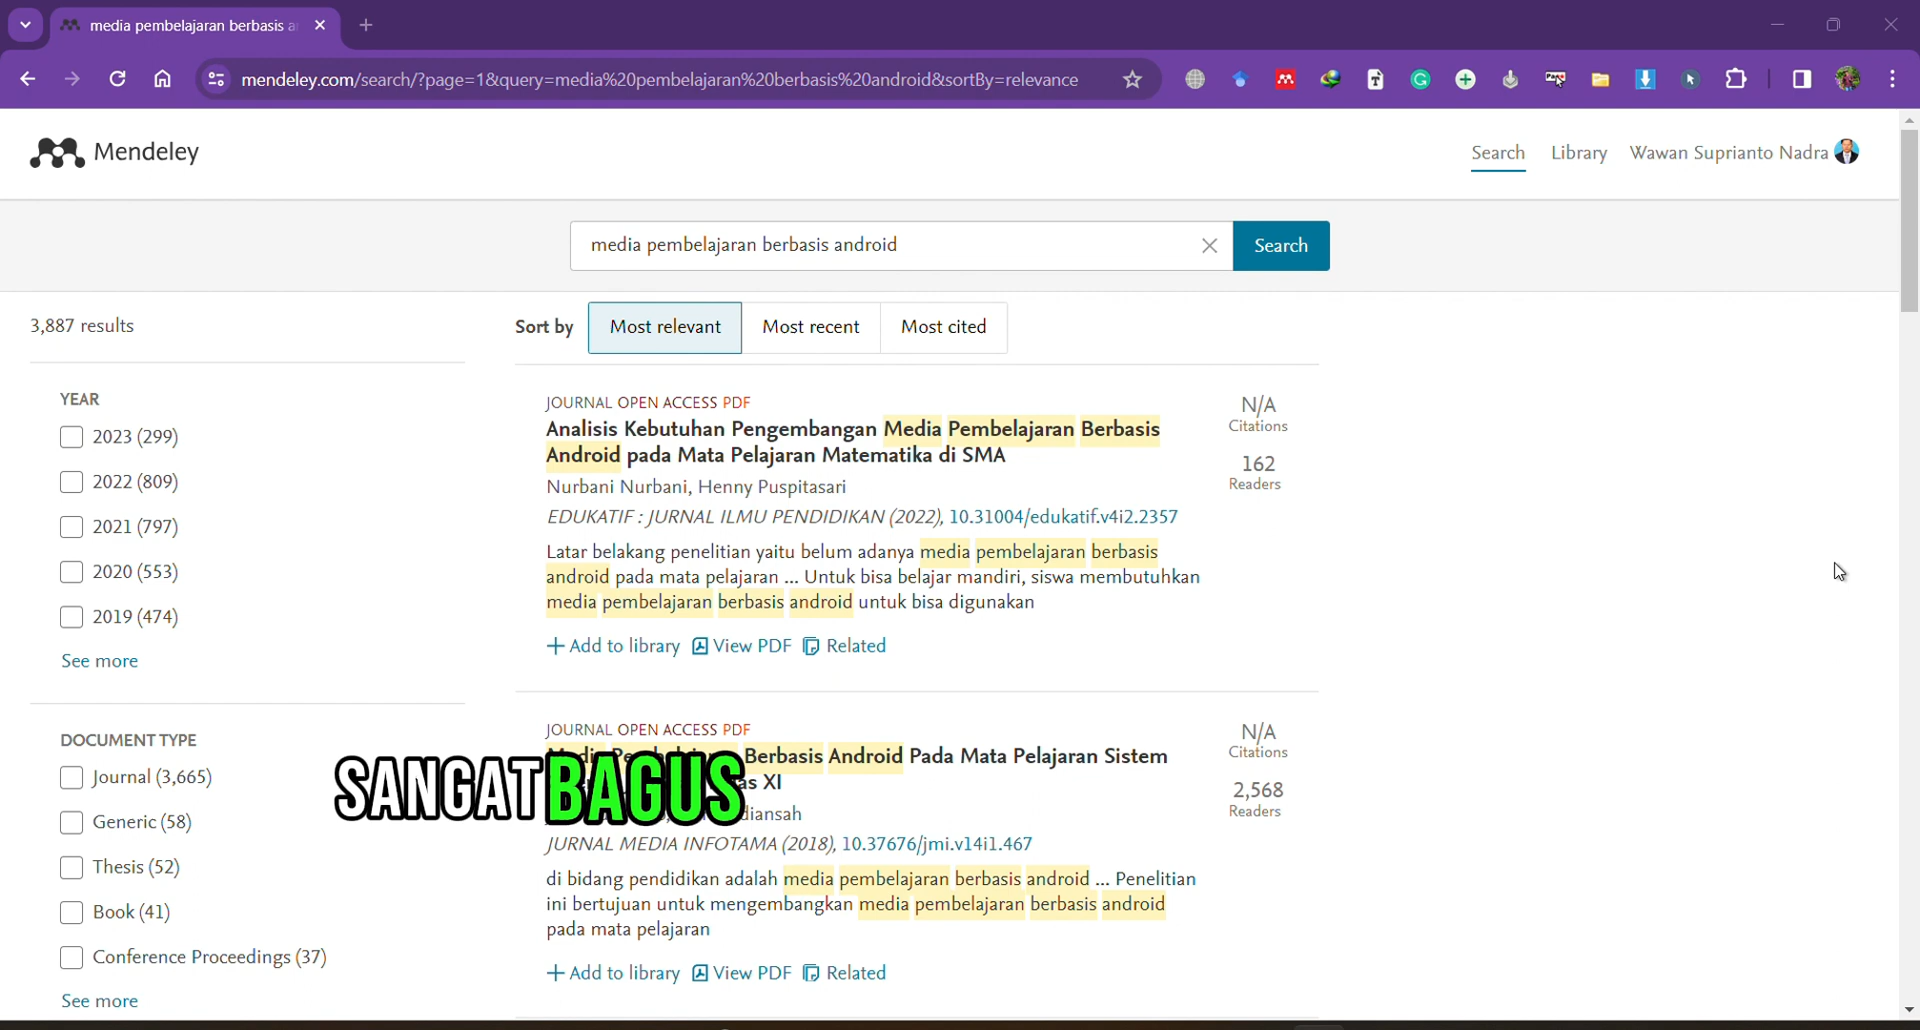 media pembelajaran berbasis a
mendeley.com/search/?page=1&query=media%20pembelajaran%20berbasis%20android&sortBy=relevance
Mendeley
Search Library Wawan Suprianto Nadra
media pembelajaran berbasis android
Search
3,887 results
Sort by Most relevant Most recent Most cited
YEAR
2023 (299)
2022 (809)
2021 (797)
2020 (553)
2019 (474)
See more
DOCUMENT TYPE
Journal (3,665)
Generic (58)
Thesis (52)
Book (41)
Conference Proceedings (37)
See more
JOURNAL OPEN ACCESS PDF
Analisis Kebutuhan Pengembangan Media Pembelajaran Berbasis
Android pada Mata Pelajaran Matematika di SMA
Nurbani Nurbani, Henny Puspitasari
EDUKATIF : JURNAL ILMU PENDIDIKAN (2022), 10.31004/edukatif.v4i2.2357
Latar belakang penelitian yaitu belum adanya media pembelajaran berbasis
android pada mata pelajaran ... Untuk bisa belajar mandiri, siswa membutuhkan
media pembelajaran berbasis android untuk bisa digunakan
Add to library View PDF Related
N/A
Citations
162
Readers
JOURNAL OPEN ACCESS PDF
Berbasis Android Pada Mata Pelajaran Sistem
XI
SANGAT BAGUS
JURNAL MEDIA INFOTAMA (2018), 10.37676/jmi.v14i1.467
di bidang pendidikan adalah media pembelajaran berbasis android ... Penelitian
ini bertujuan untuk mengembangkan media pembelajaran berbasis android
pada mata pelajaran
Add to library View PDF Related
N/A
Citations
2,568
Readers